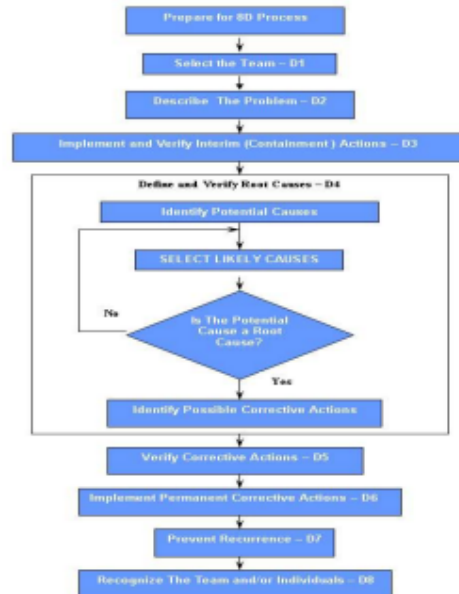 Prepare for 8D Process
Select the Team – D1
Describe The Problem – D2
Implement and Verify Interim (Containment ) Actions – D3
Define and Verify Root Causes – D4
Identify Potential Causes
SELECT LIKELY CAUSES
No
Is The Potential
Cause a Root
Cause?
Yes
Identify Possible Corrective Actions
Verify Corrective Actions – D5
Implement Permanent Corrective Actions – D6
Prevent Recurrence – D7
Recognize The Team and/or Individuals – D8